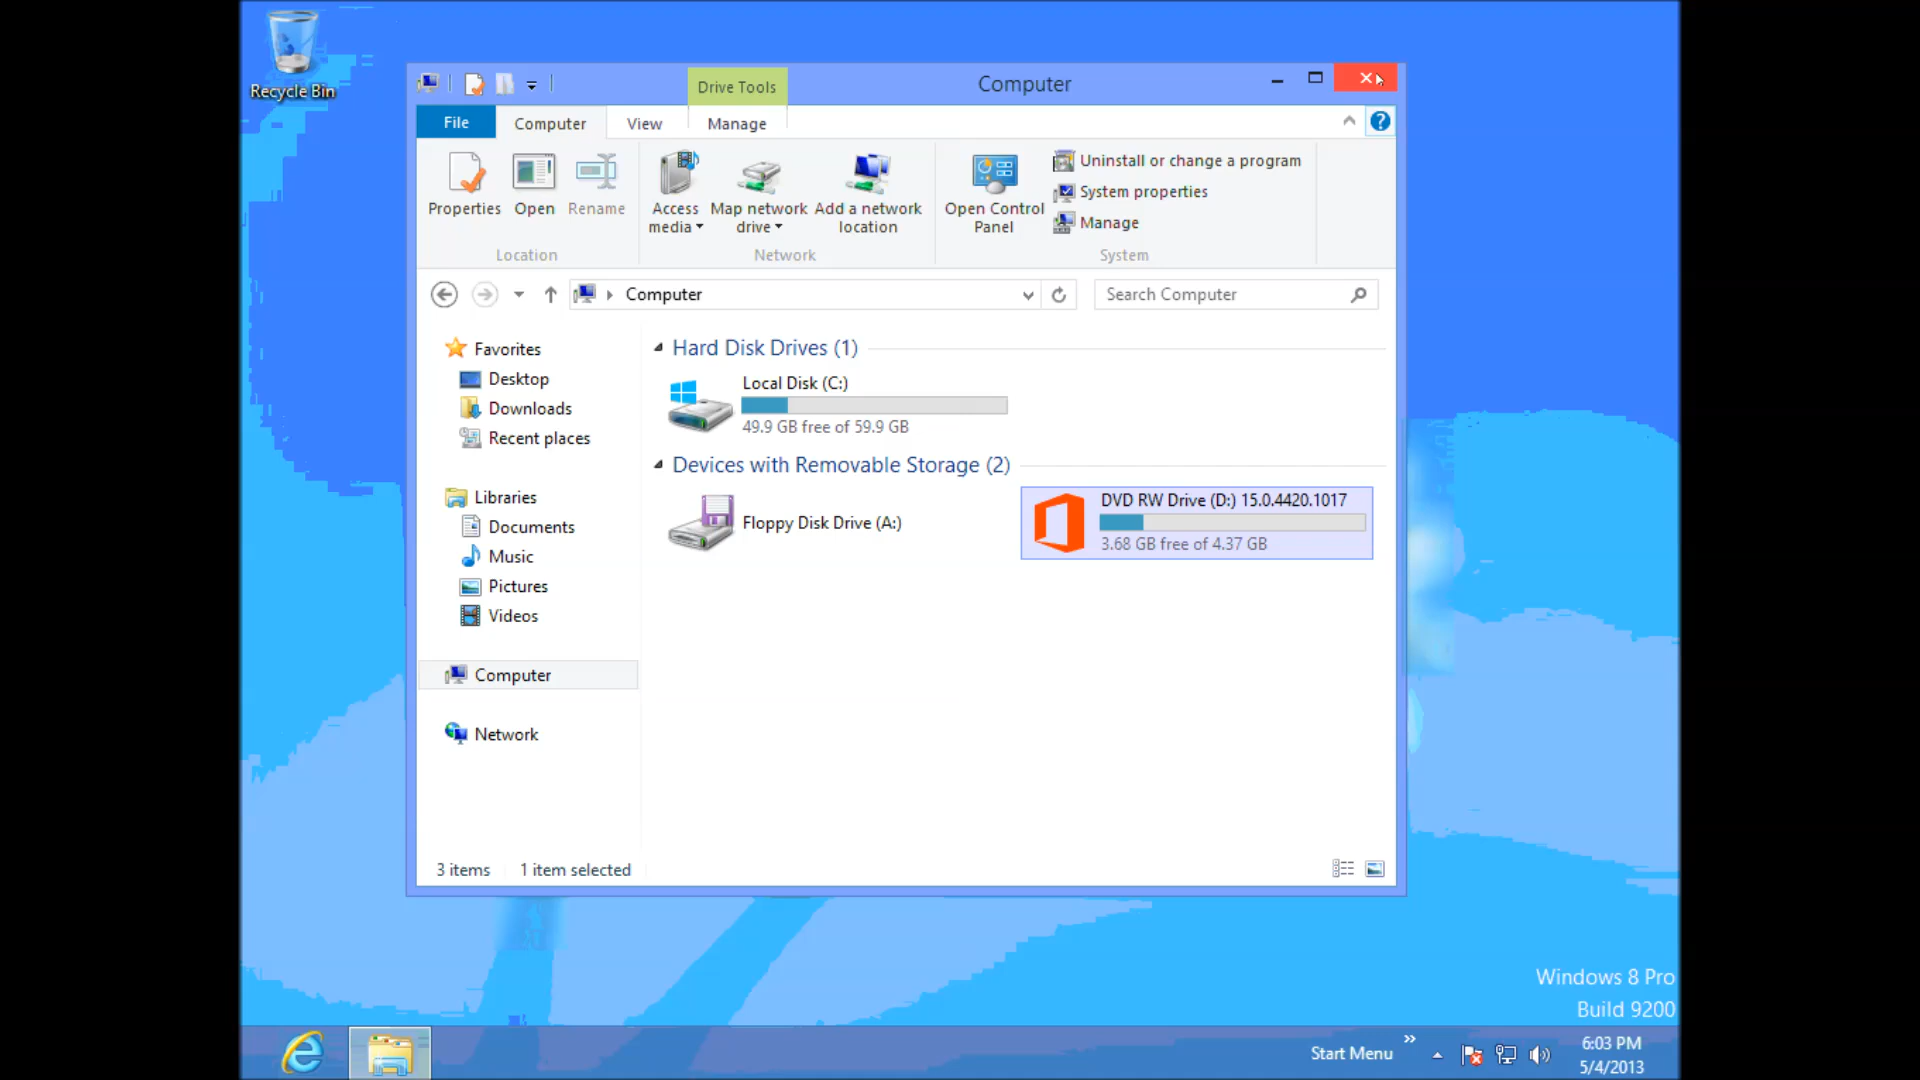 Recycle Bin
Drive Tools
Computer
File
Computer
View
Manage
Properties
Open
Rename
Access media
Map network drive
Add a network location
Open Control Panel
Uninstall or change a program
System properties
Manage
Location
Network
System
Computer
Search Computer
Favorites
Desktop
Downloads
Recent places
Libraries
Documents
Music
Pictures
Videos
Computer
Network
Hard Disk Drives (1)
Local Disk (C:)
49.9 GB free of 59.9 GB
Devices with Removable Storage (2)
Floppy Disk Drive (A:)
DVD RW Drive (D:) 15.0.4420.1017
3.68 GB free of 4.37 GB
3 items
1 item selected
Windows 8 Pro
Build 9200
Start Menu
6:03 PM
5/4/2013